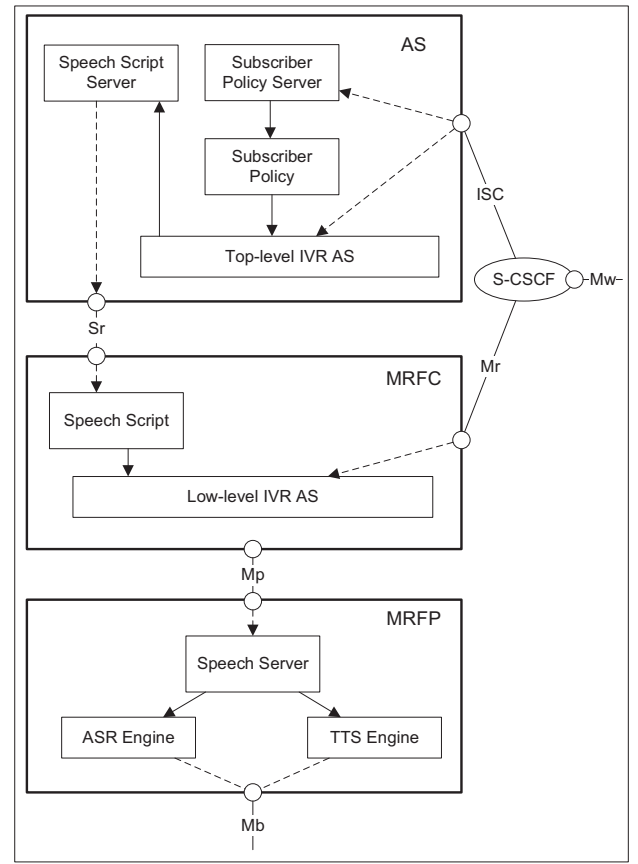 AS
Speech Script
Server
Subscriber
Policy Server
Subscriber
Policy
Top-level IVR AS
ISC
S-CSCF
Mw
Sr
Mr
MRFC
Speech Script
Low-level IVR AS
Mp
MRFP
Speech Server
ASR Engine
TTS Engine
Mb